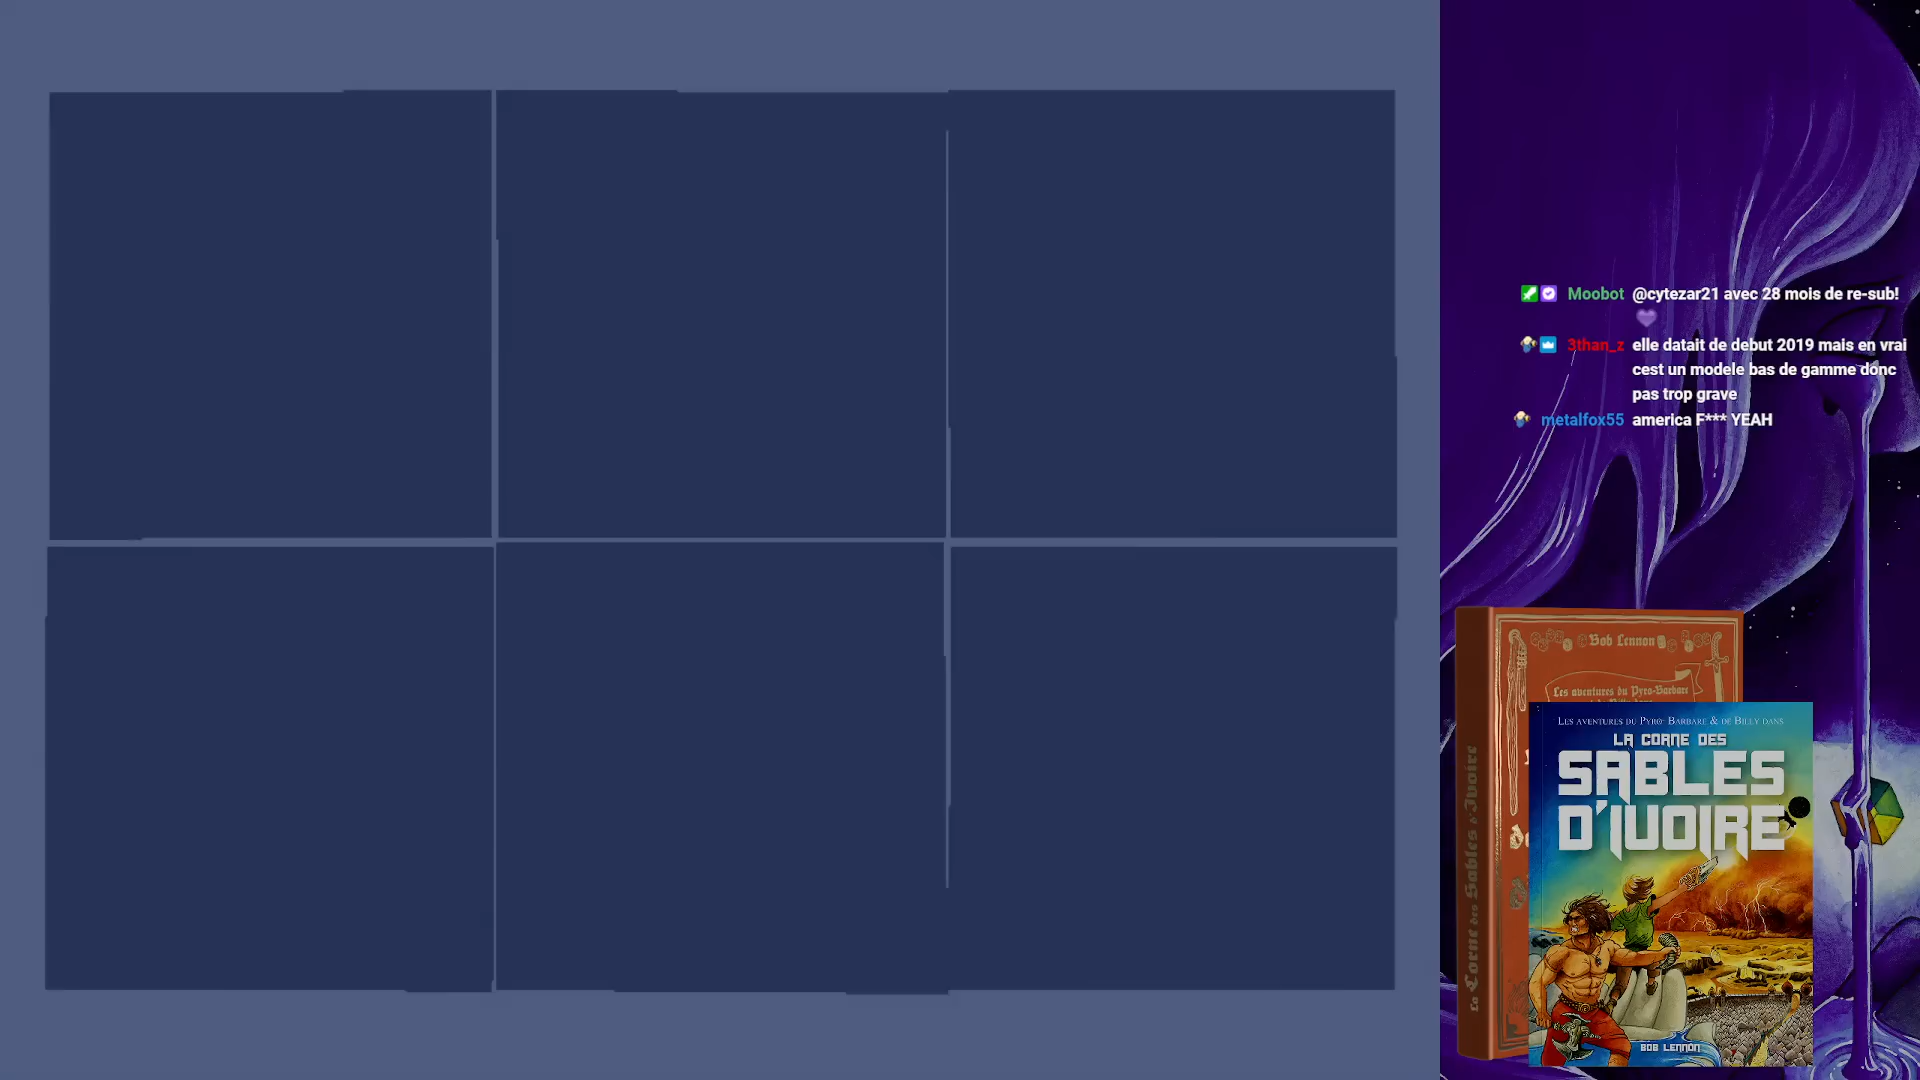 Moobot @cytezar21 avec 28 mois de re-sub!
3than_z elle datait de debut 2019 mais en vrai
cest un modele bas de gamme donc
pas trop grave
metalfox55 america F*** YEAH
Bob Lennon
Les aventures du Pyro-Barbare
La Corne des Sables d'Ivoire
LES AVENTURES DU PYRO-BARBARE & DE BILLY DANS
LA CORNE DES
SABLES
D'IVOIRE
BOB LENNON